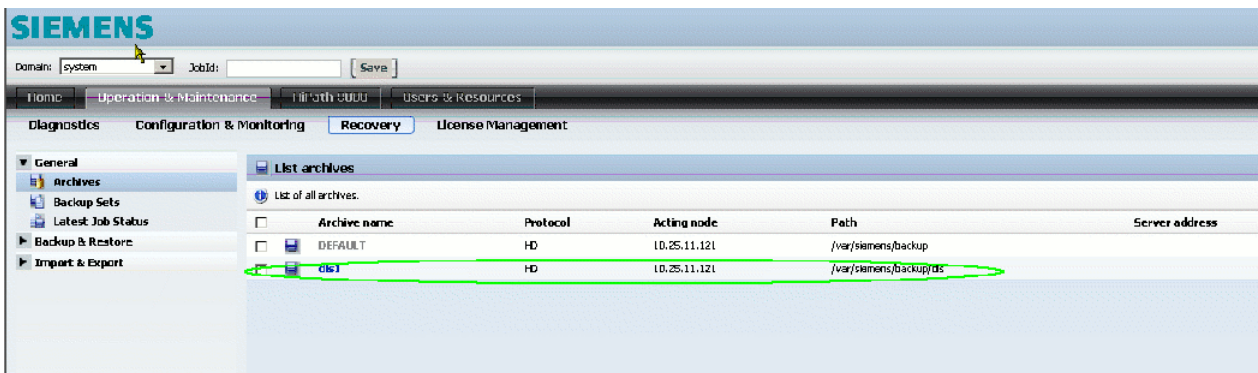 SIEMENS
Domain: system JobId: Save
Home Operation & Maintenance HiPath 8000 Users & Resources
Diagnostics Configuration & Monitoring Recovery License Management
General
Archives
Backup Sets
Latest Job Status
Backup & Restore
Import & Export
List archives
List of all archives.
Archive name Protocol Acting node Path Server address
DEFAULT HD 10.25.11.121 /var/siemens/backup
dls1 HD 10.25.11.121 /var/siemens/backup/dls